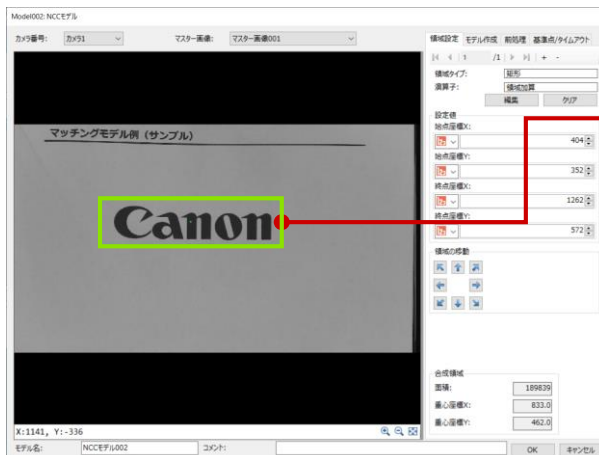 Model002: NCCモデル
カメラ番号: カメラ1 マスター画像: マスター画像001
領域設定 モデル作成 前処理 基準点/タイムアウト
1 /1 + -
領域タイプ: 矩形
演算子: 領域加算
編集 クリア
設定値
始点座標X:
404
始点座標Y:
352
終点座標X:
1262
終点座標Y:
572
領域の移動
マッチングモデル例（サンプル）
Canon
合成領域
面積: 189839
重心座標X: 833.0
重心座標Y: 462.0
X:1141, Y:-336
モデル名: NCCモデル002 コメント:
OK キャンセル